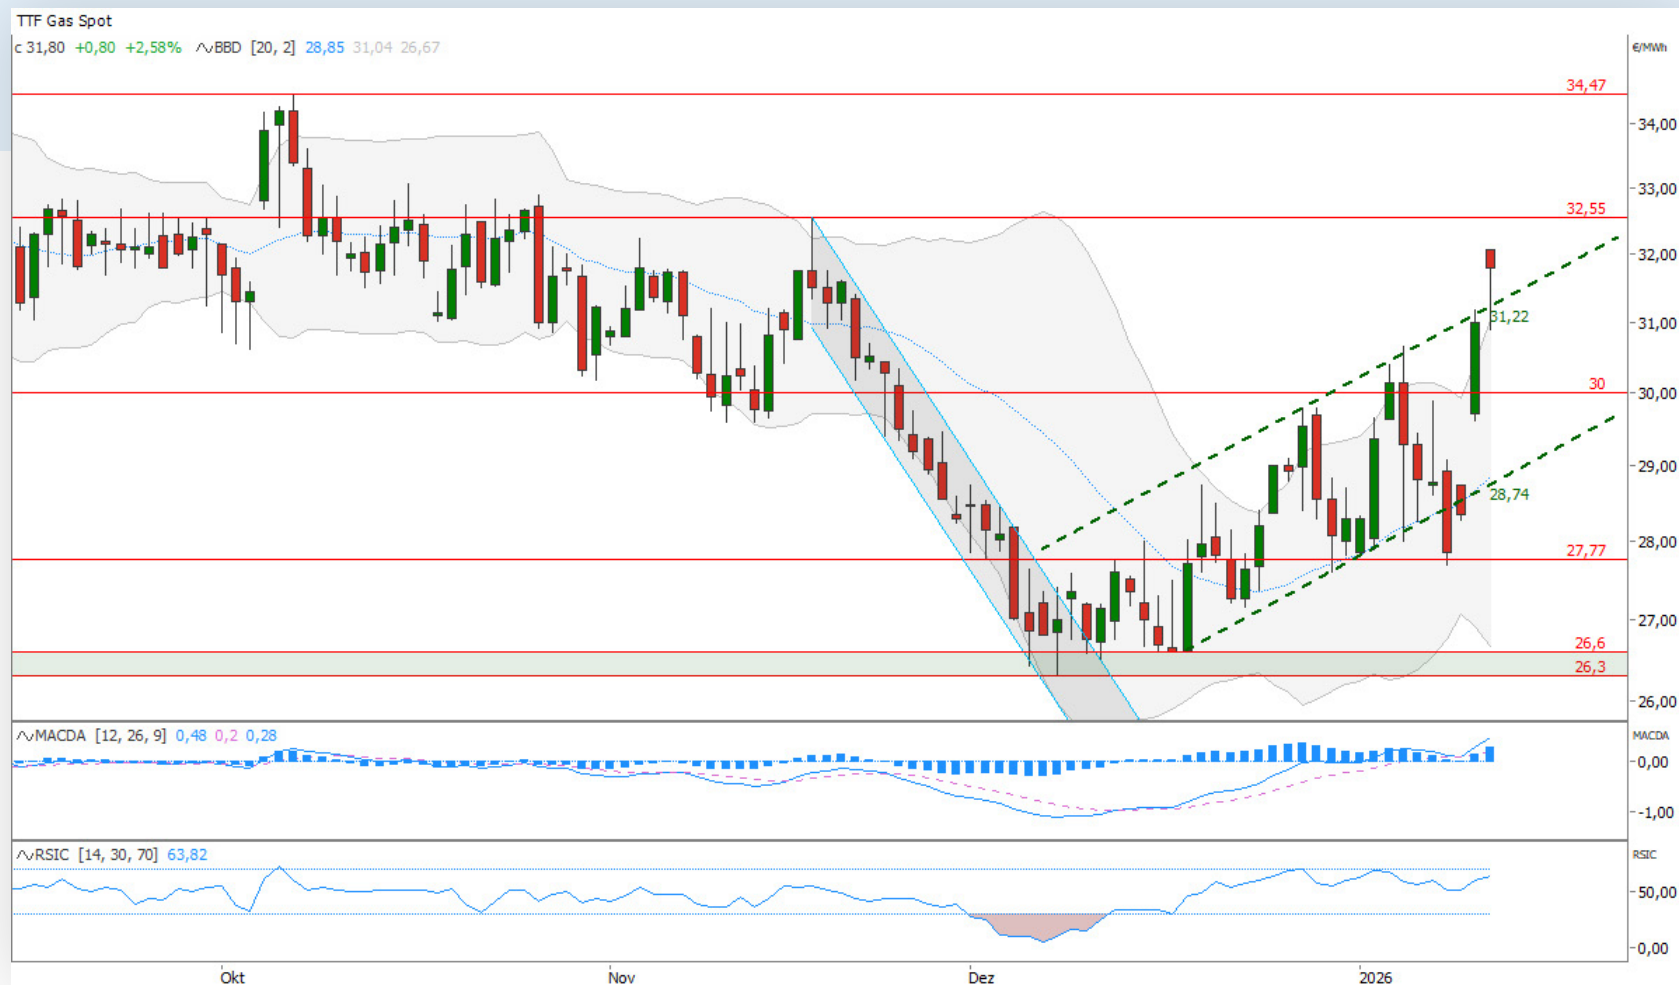 TTF Gas Spot
c 31,80 +0,80 +2,58% BBD [20, 2] 28,85 31,04 26,67
€/MWh
34,47
34,00
33,00
32,55
32,00
31,22
31,00
30
30,00
29,00
28,74
28,00
27,77
27,00
26,6
26,3
26,00
MACDA [12, 26, 9] 0,48 0,2 0,28
MACDA
0,00
-1,00
RSIC [14, 30, 70] 63,82
RSIC
50,00
0,00
Okt Nov Dez 2026